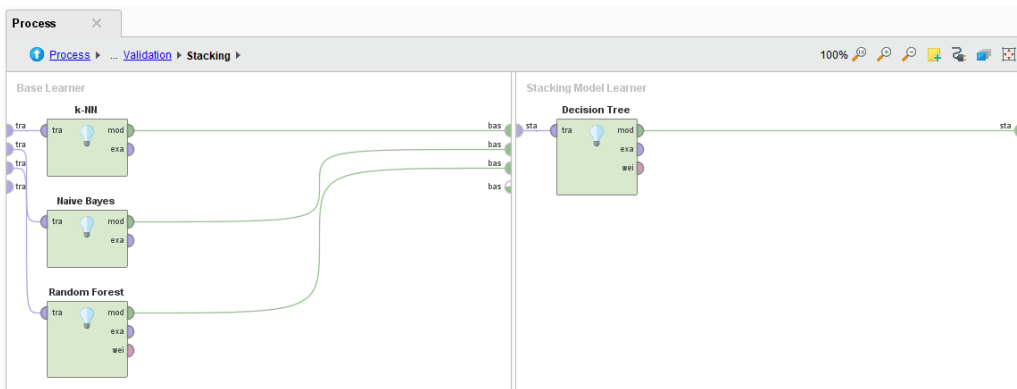 Process
Process ... Validation Stacking
100%
Base Learner
Stacking Model Learner
k-NN
Decision Tree
tra
tra mod
bas
sta
tra mod
sta
tra
exa
bas
exa
tra
bas
wei
tra
bas
Naive Bayes
tra mod
exa
Random Forest
tra mod
exa
wei